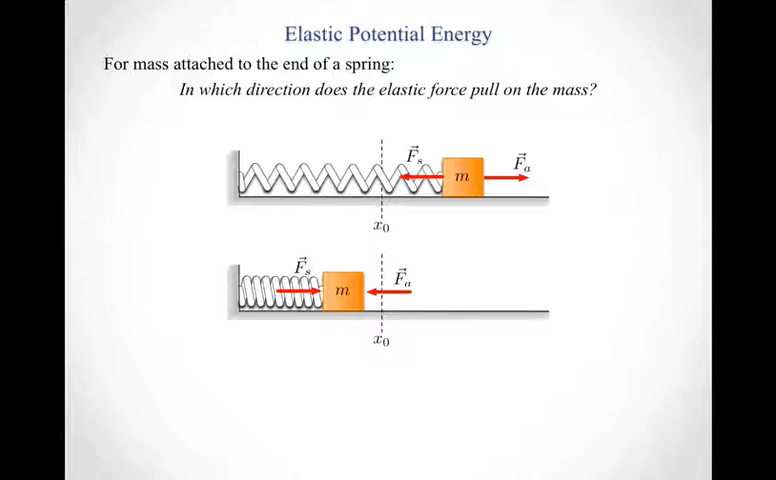 Elastic Potential Energy
For mass attached to the end of a spring:
In which direction does the elastic force pull on the mass?
F⃗ₛ
m
F⃗ₐ
x₀
F⃗ₛ
m
F⃗ₐ
x₀